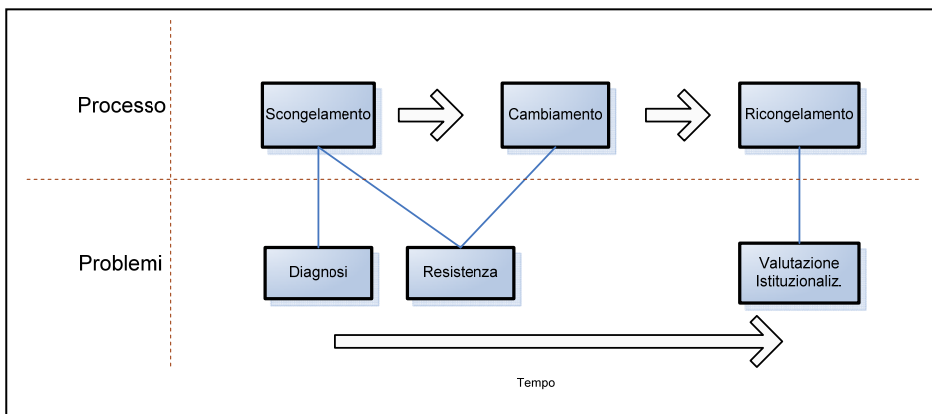 Processo
Scongelamento
Cambiamento
Ricongelamento
Problemi
Diagnosi
Resistenza
Valutazione
Istituzionaliz.
Tempo